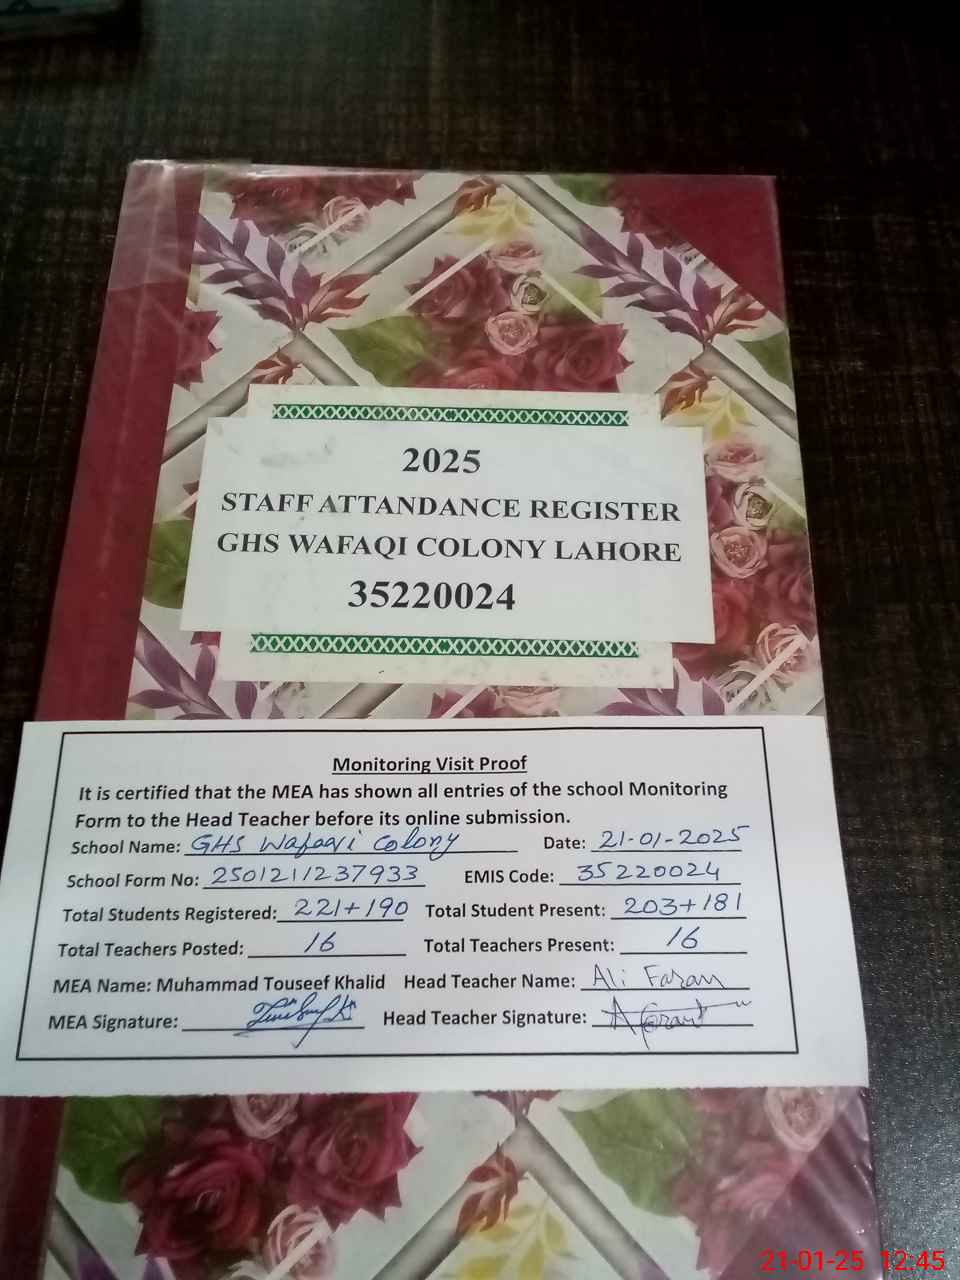 2025
STAFF ATTANDANCE REGISTER
GHS WAFAQI COLONY LAHORE
35220024
Monitoring Visit Proof
It is certified that the MEA has shown all entries of the school Monitoring
Form to the Head Teacher before its online submission.
School Name: GHS Wafaqi Colony Date: 21-01-2025
School Form No: 2501211237933 EMIS Code: 35220024
Total Students Registered: 221+190 Total Student Present: 203+181
Total Teachers Posted: 16 Total Teachers Present: 16
MEA Name: Muhammad Touseef Khalid Head Teacher Name: Ali Faran
MEA Signature: Head Teacher Signature:
21-01-25 12:45